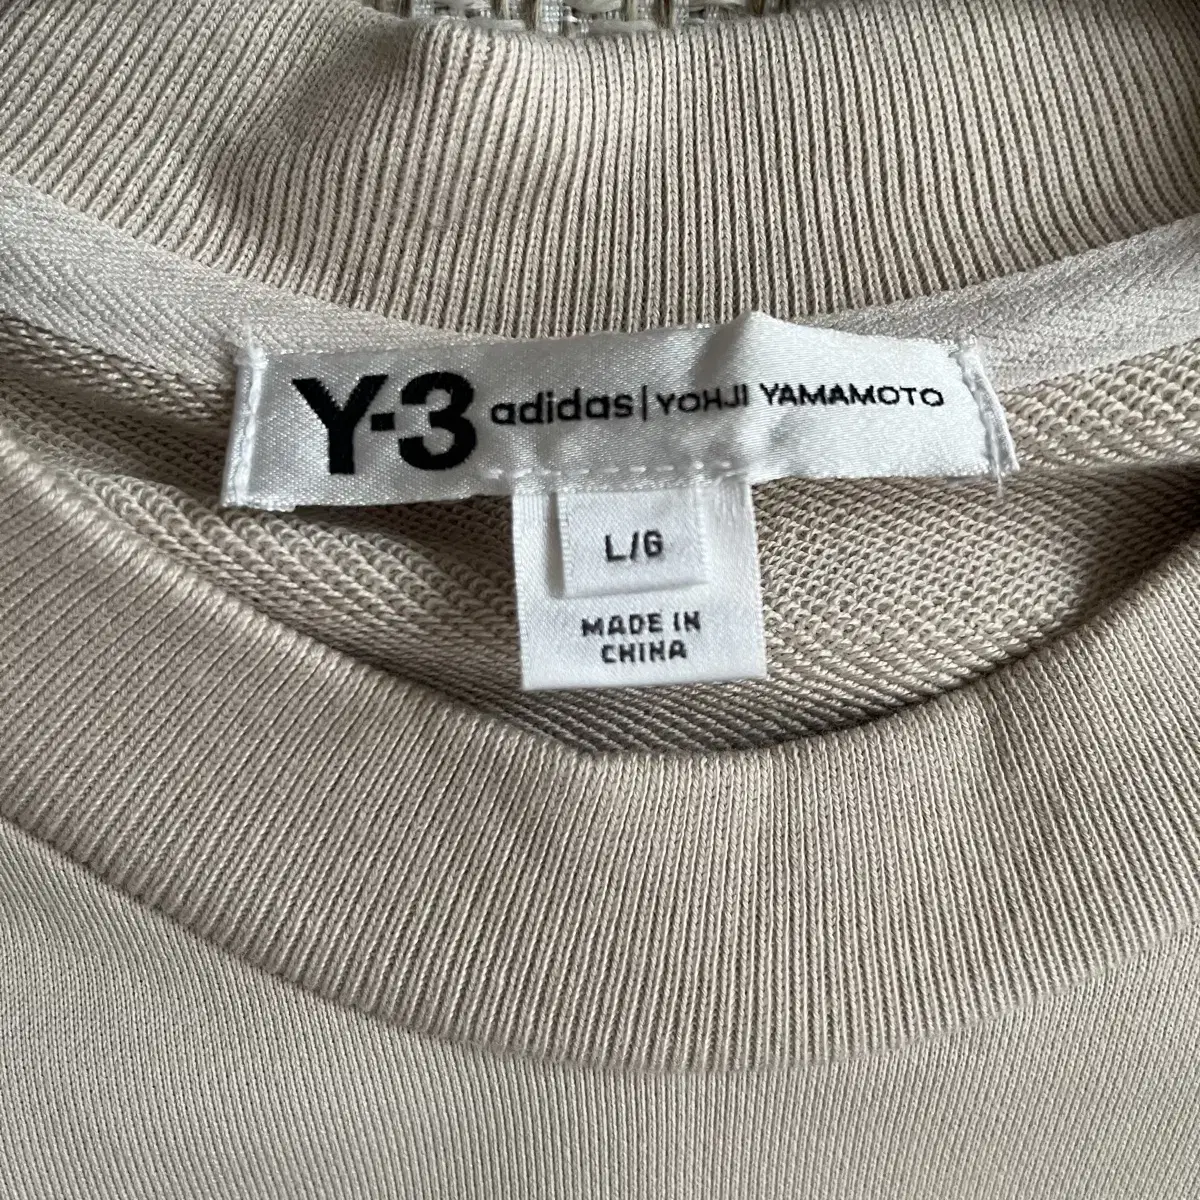 Y-3 adidas | YOHJI YAMAMOTO
L/G
MADE IN
CHINA